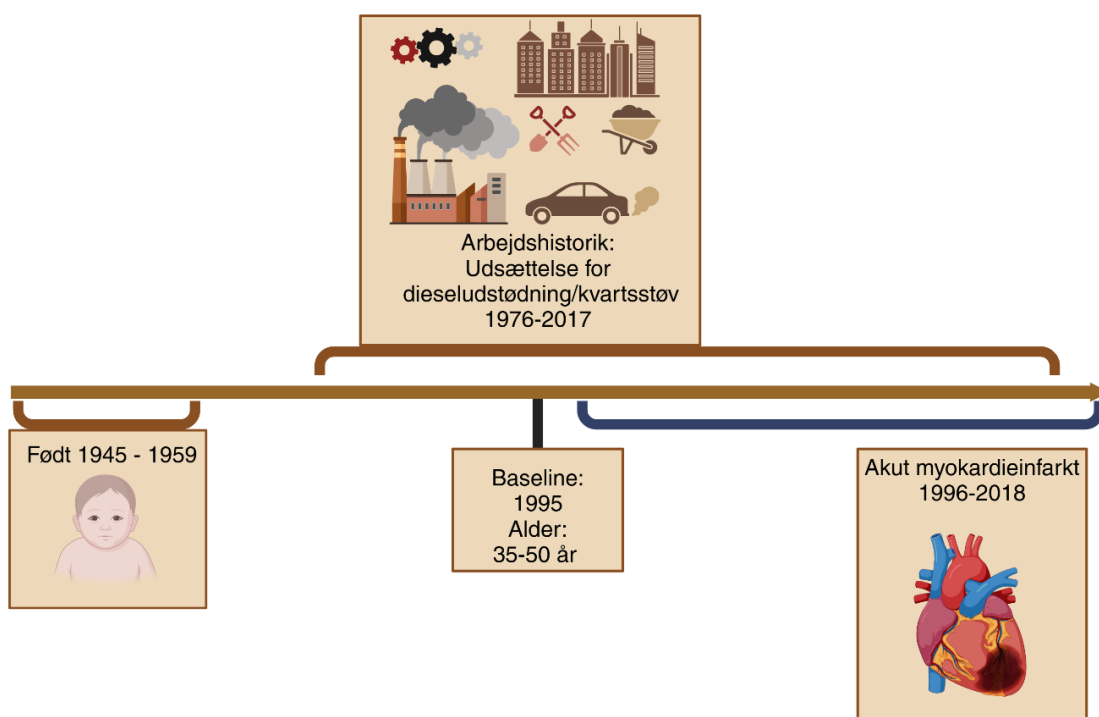 Arbejdshistorik:
Udsættelse for
dieseludstødning/kvartsstøv
1976-2017
Født 1945 - 1959
Baseline:
1995
Alder:
35-50 år
Akut myokardieinfarkt
1996-2018